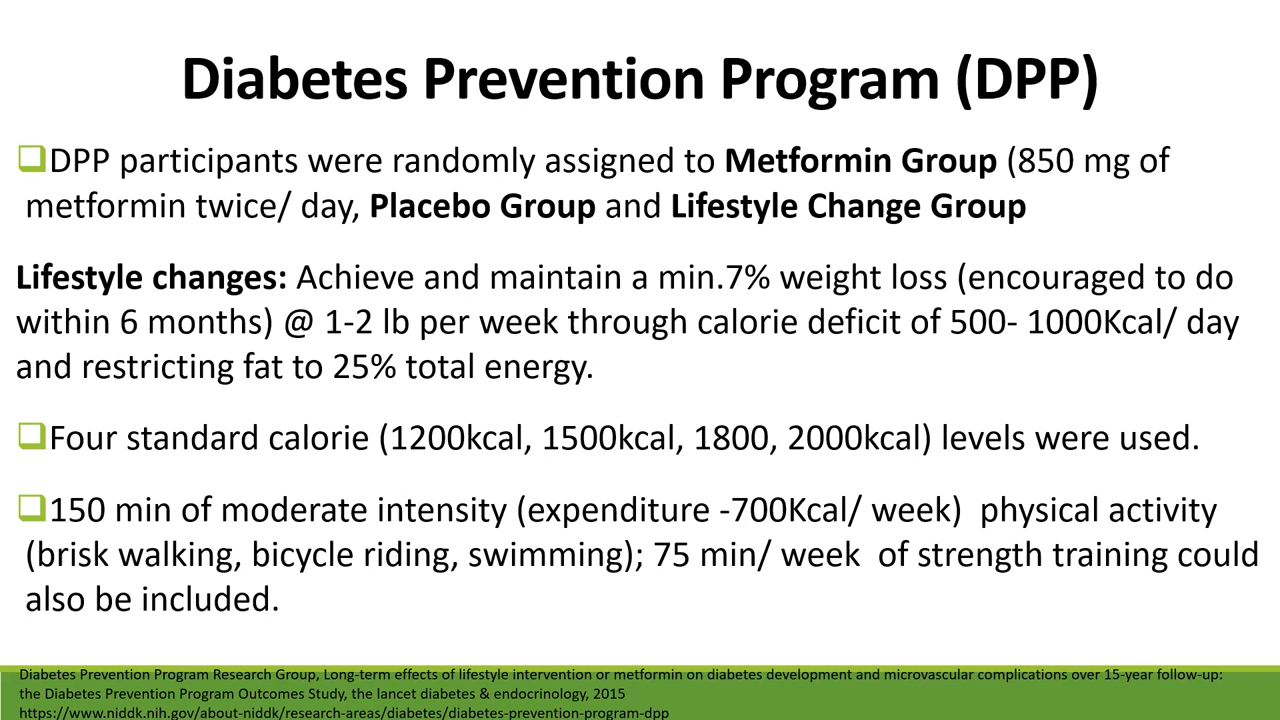 Diabetes Prevention Program (DPP)
DPP participants were randomly assigned to Metformin Group (850 mg of
metformin twice/ day, Placebo Group and Lifestyle Change Group
Lifestyle changes: Achieve and maintain a min.7% weight loss (encouraged to do
within 6 months) @ 1-2 lb per week through calorie deficit of 500- 1000Kcal/ day
and restricting fat to 25% total energy.
Four standard calorie (1200kcal, 1500kcal, 1800, 2000kcal) levels were used.
150 min of moderate intensity (expenditure -700Kcal/ week)  physical activity
(brisk walking, bicycle riding, swimming); 75 min/ week  of strength training could
also be included.
Diabetes Prevention Program Research Group, Long-term effects of lifestyle intervention or metformin on diabetes development and microvascular complications over 15-year follow-up:
the Diabetes Prevention Program Outcomes Study, the lancet diabetes & endocrinology, 2015
https://www.niddk.nih.gov/about-niddk/research-areas/diabetes/diabetes-prevention-program-dpp